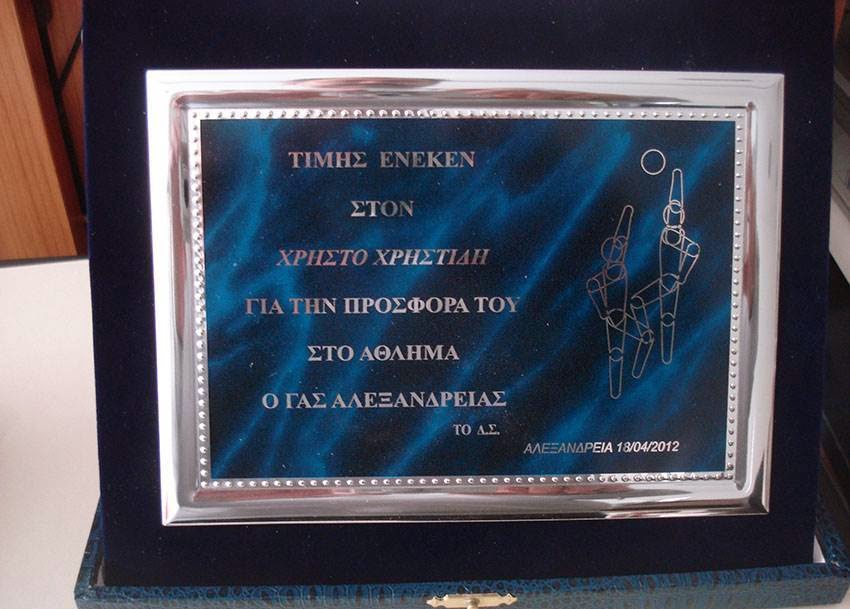 ΤΙΜΗΣ ΕΝΕΚΕΝ
ΣΤΟΝ
ΧΡΗΣΤΟ ΧΡΗΣΤΙΔΗ
ΓΙΑ ΤΗΝ ΠΡΟΣΦΟΡΑ ΤΟΥ
ΣΤΟ ΑΘΛΗΜΑ
Ο ΓΑΣ ΑΛΕΞΑΝΔΡΕΙΑΣ
ΤΟ Δ.Σ.
ΑΛΕΞΑΝΔΡΕΙΑ 18/04/2012